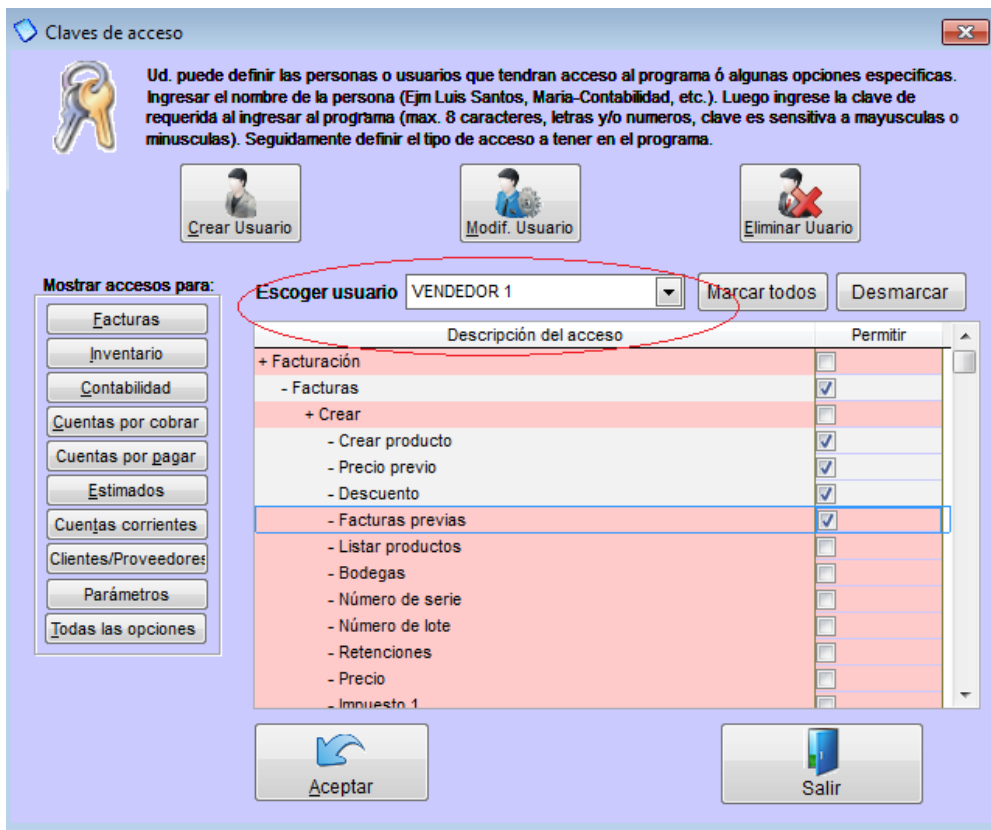 Claves de acceso
Ud. puede definir las personas o usuarios que tendran acceso al programa ó algunas opciones especificas.
Ingresar el nombre de la persona (Ejm Luis Santos, Maria-Contabilidad, etc.). Luego ingrese la clave de
requerida al ingresar al programa (max. 8 caracteres, letras y/o numeros, clave es sensitiva a mayusculas o
minusculas). Seguidamente definir el tipo de acceso a tener en el programa.
Crear Usuario
Modif. Usuario
Eliminar Uuario
Mostrar accesos para:
Facturas
Inventario
Contabilidad
Cuentas por cobrar
Cuentas por pagar
Estimados
Cuentas corrientes
Clientes/Proveedores
Parámetros
Todas las opciones
Escoger usuario
VENDEDOR 1
Marcar todos
Desmarcar
Descripción del acceso
Permitir
+ Facturación
- Facturas
+ Crear
- Crear producto
- Precio previo
- Descuento
- Facturas previas
- Listar productos
- Bodegas
- Número de serie
- Número de lote
- Retenciones
- Precio
- Impuesto 1
Aceptar
Salir